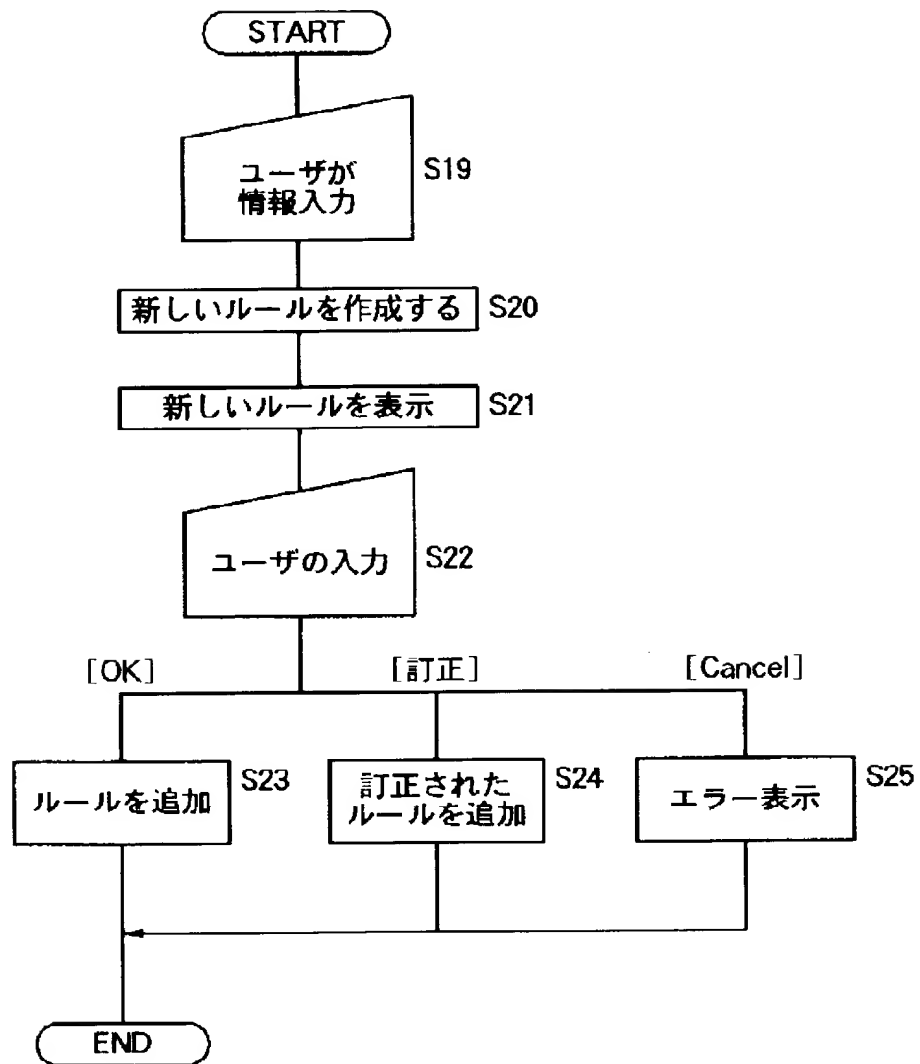 START
ユーザが
情報入力
S19
新しいルールを作成する
S20
新しいルールを表示
S21
ユーザの入力
S22
[OK]
[訂正]
[Cancel]
ルールを追加
S23
訂正された
ルールを追加
S24
エラー表示
S25
END